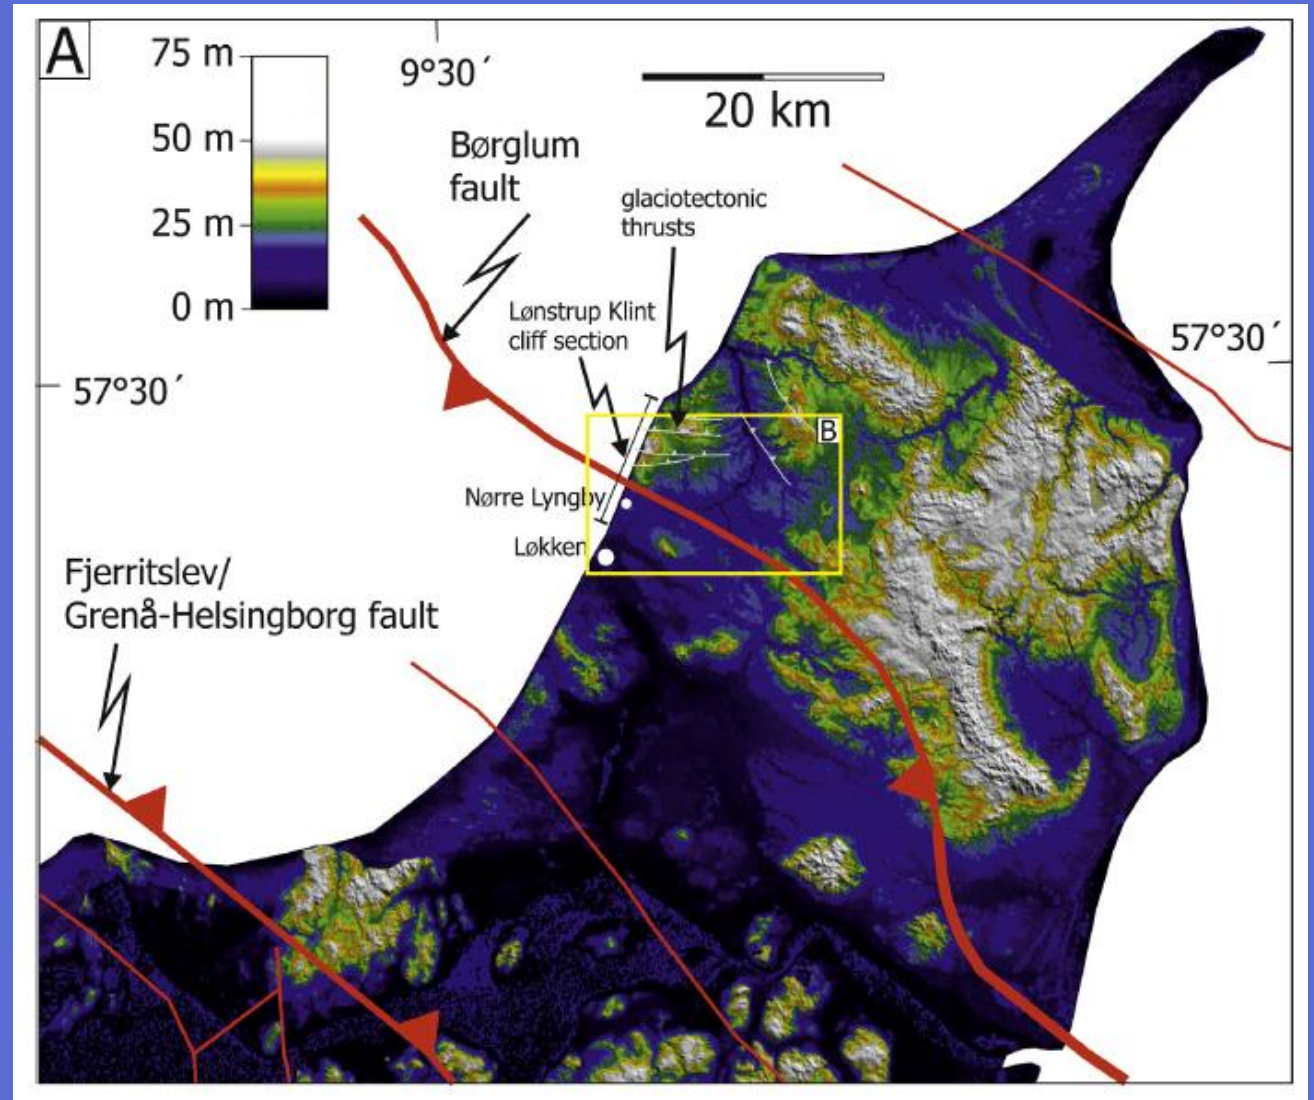 A
75 m
50 m
25 m
0 m
9°30´
20 km
Børglum
fault
glaciotectonic
thrusts
Lønstrup Klint
cliff section
57°30´
57°30´
B
Nørre Lyngby
Løkken
Fjerritslev/
Grenå-Helsingborg fault